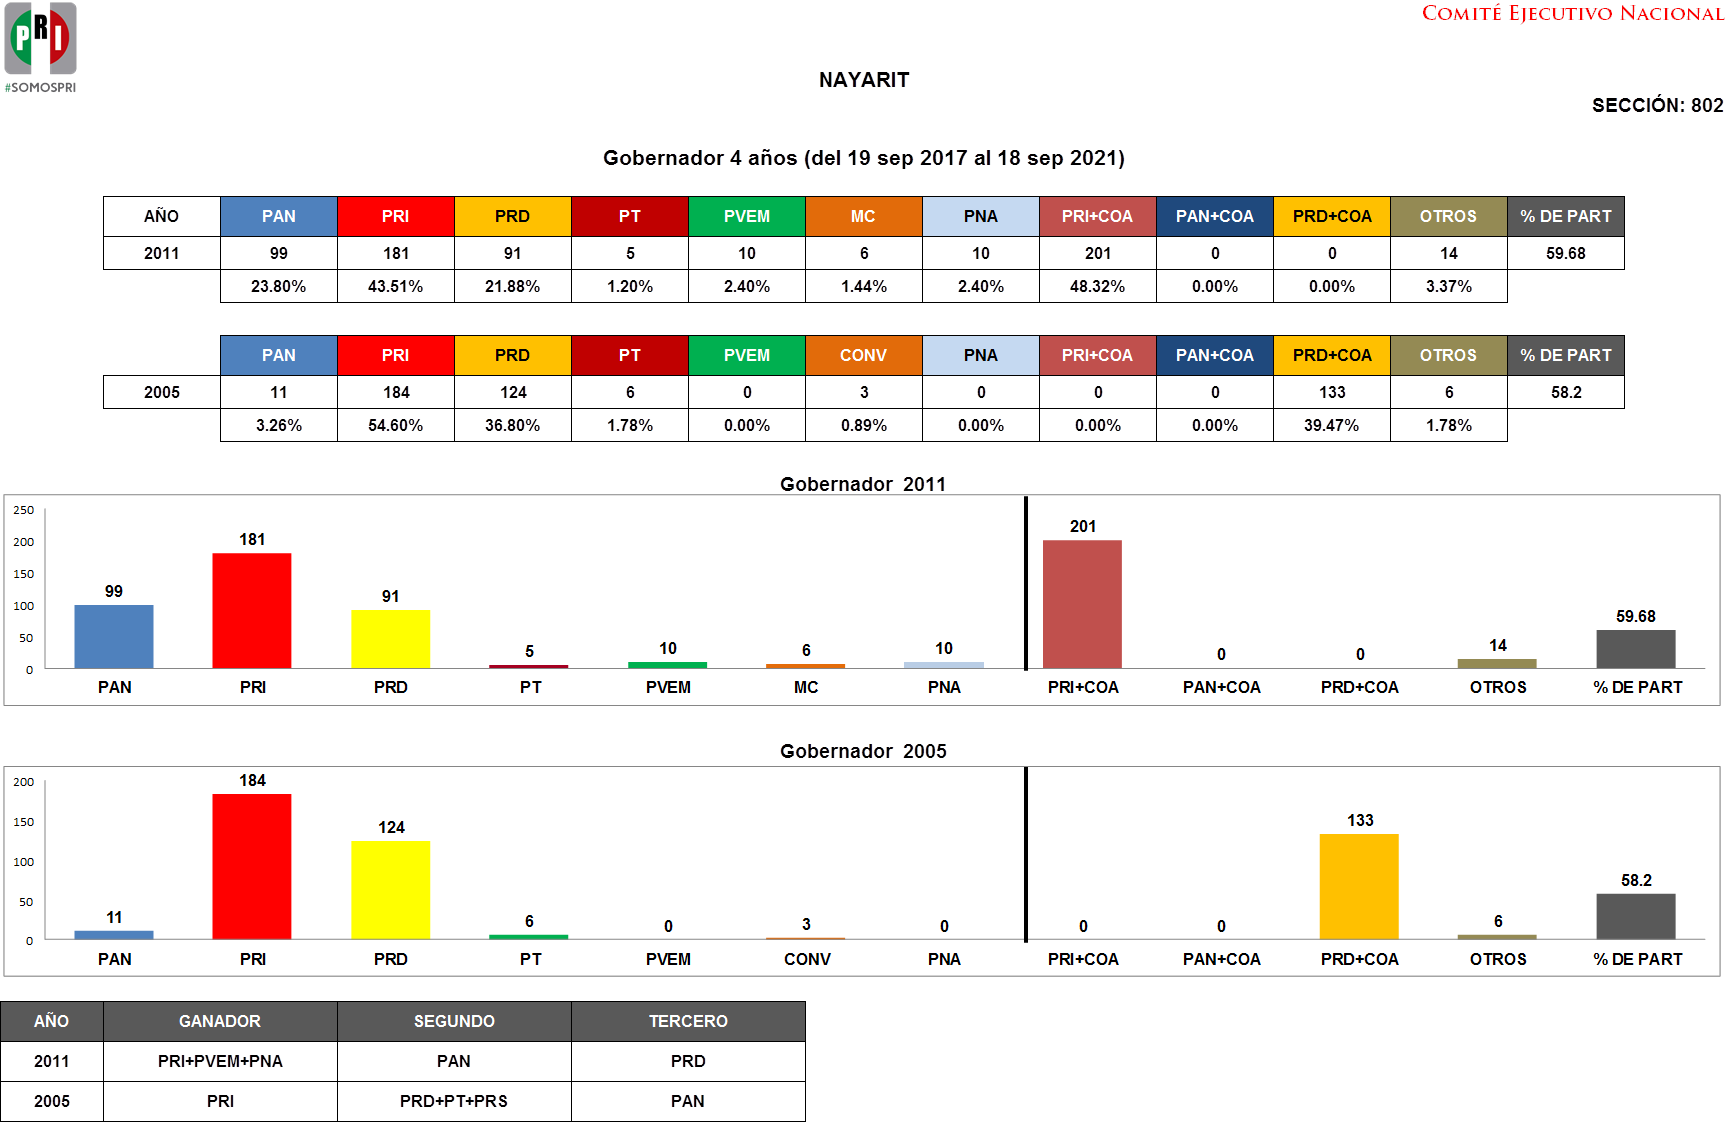 PRI
#SOMOSPRI
COMITÉ EJECUTIVO NACIONAL
NAYARIT
SECCIÓN: 802
Gobernador 4 años (del 19 sep 2017 al 18 sep 2021)
AÑO PAN PRI PRD PT PVEM MC PNA PRI+COA PAN+COA PRD+COA OTROS % DE PART
2011 99 181 91 5 10 6 10 201 0 0 14 59.68
23.80% 43.51% 21.88% 1.20% 2.40% 1.44% 2.40% 48.32% 0.00% 0.00% 3.37%
PAN PRI PRD PT PVEM CONV PNA PRI+COA PAN+COA PRD+COA OTROS % DE PART
2005 11 184 124 6 0 3 0 0 0 133 6 58.2
3.26% 54.60% 36.80% 1.78% 0.00% 0.89% 0.00% 0.00% 0.00% 39.47% 1.78%
Gobernador 2011
250
200
150
100
50
0
99 181 91 5 10 6 10 201 0 0 14 59.68
PAN PRI PRD PT PVEM MC PNA PRI+COA PAN+COA PRD+COA OTROS % DE PART
Gobernador 2005
200
150
100
50
0
11 184 124 6 0 3 0 0 0 133 6 58.2
PAN PRI PRD PT PVEM CONV PNA PRI+COA PAN+COA PRD+COA OTROS % DE PART
AÑO GANADOR SEGUNDO TERCERO
2011 PRI+PVEM+PNA PAN PRD
2005 PRI PRD+PT+PRS PAN